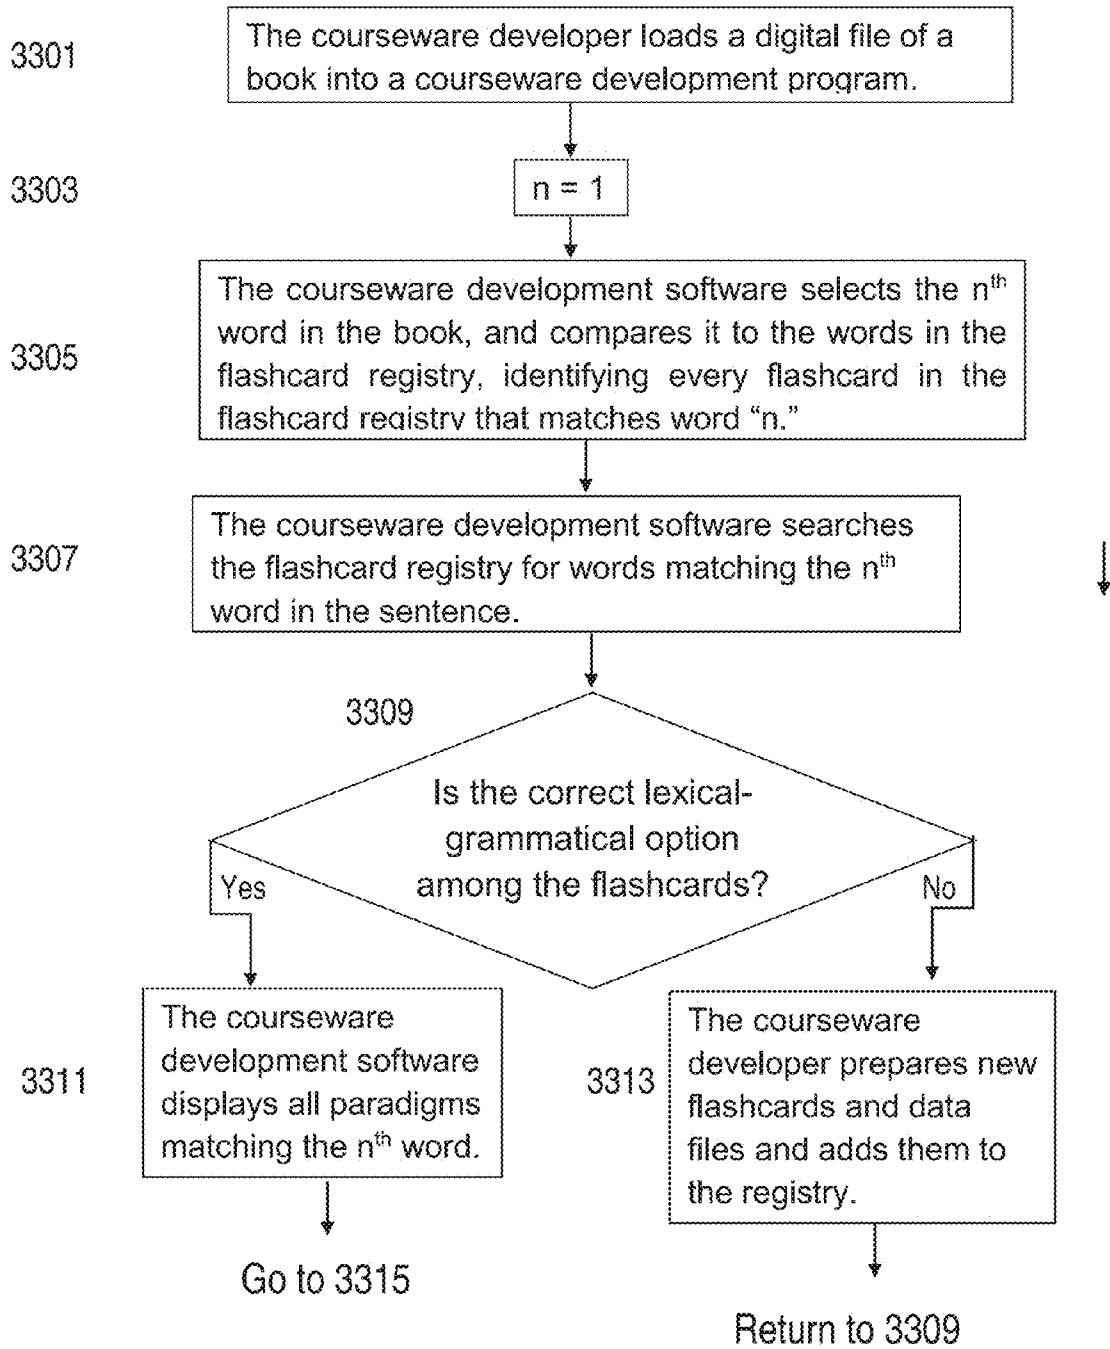 3301
The courseware developer loads a digital file of a
book into a courseware development program.
3303
n = 1
3305
The courseware development software selects the nth
word in the book, and compares it to the words in the
flashcard registry, identifying every flashcard in the
flashcard registry that matches word “n.”
3307
The courseware development software searches
the flashcard registry for words matching the nth
word in the sentence.
3309
Is the correct lexical-
grammatical option
among the flashcards?
Yes
No
3311
The courseware
development software
displays all paradigms
matching the nth word.
Go to 3315
3313
The courseware
developer prepares new
flashcards and data
files and adds them to
the registry.
Return to 3309